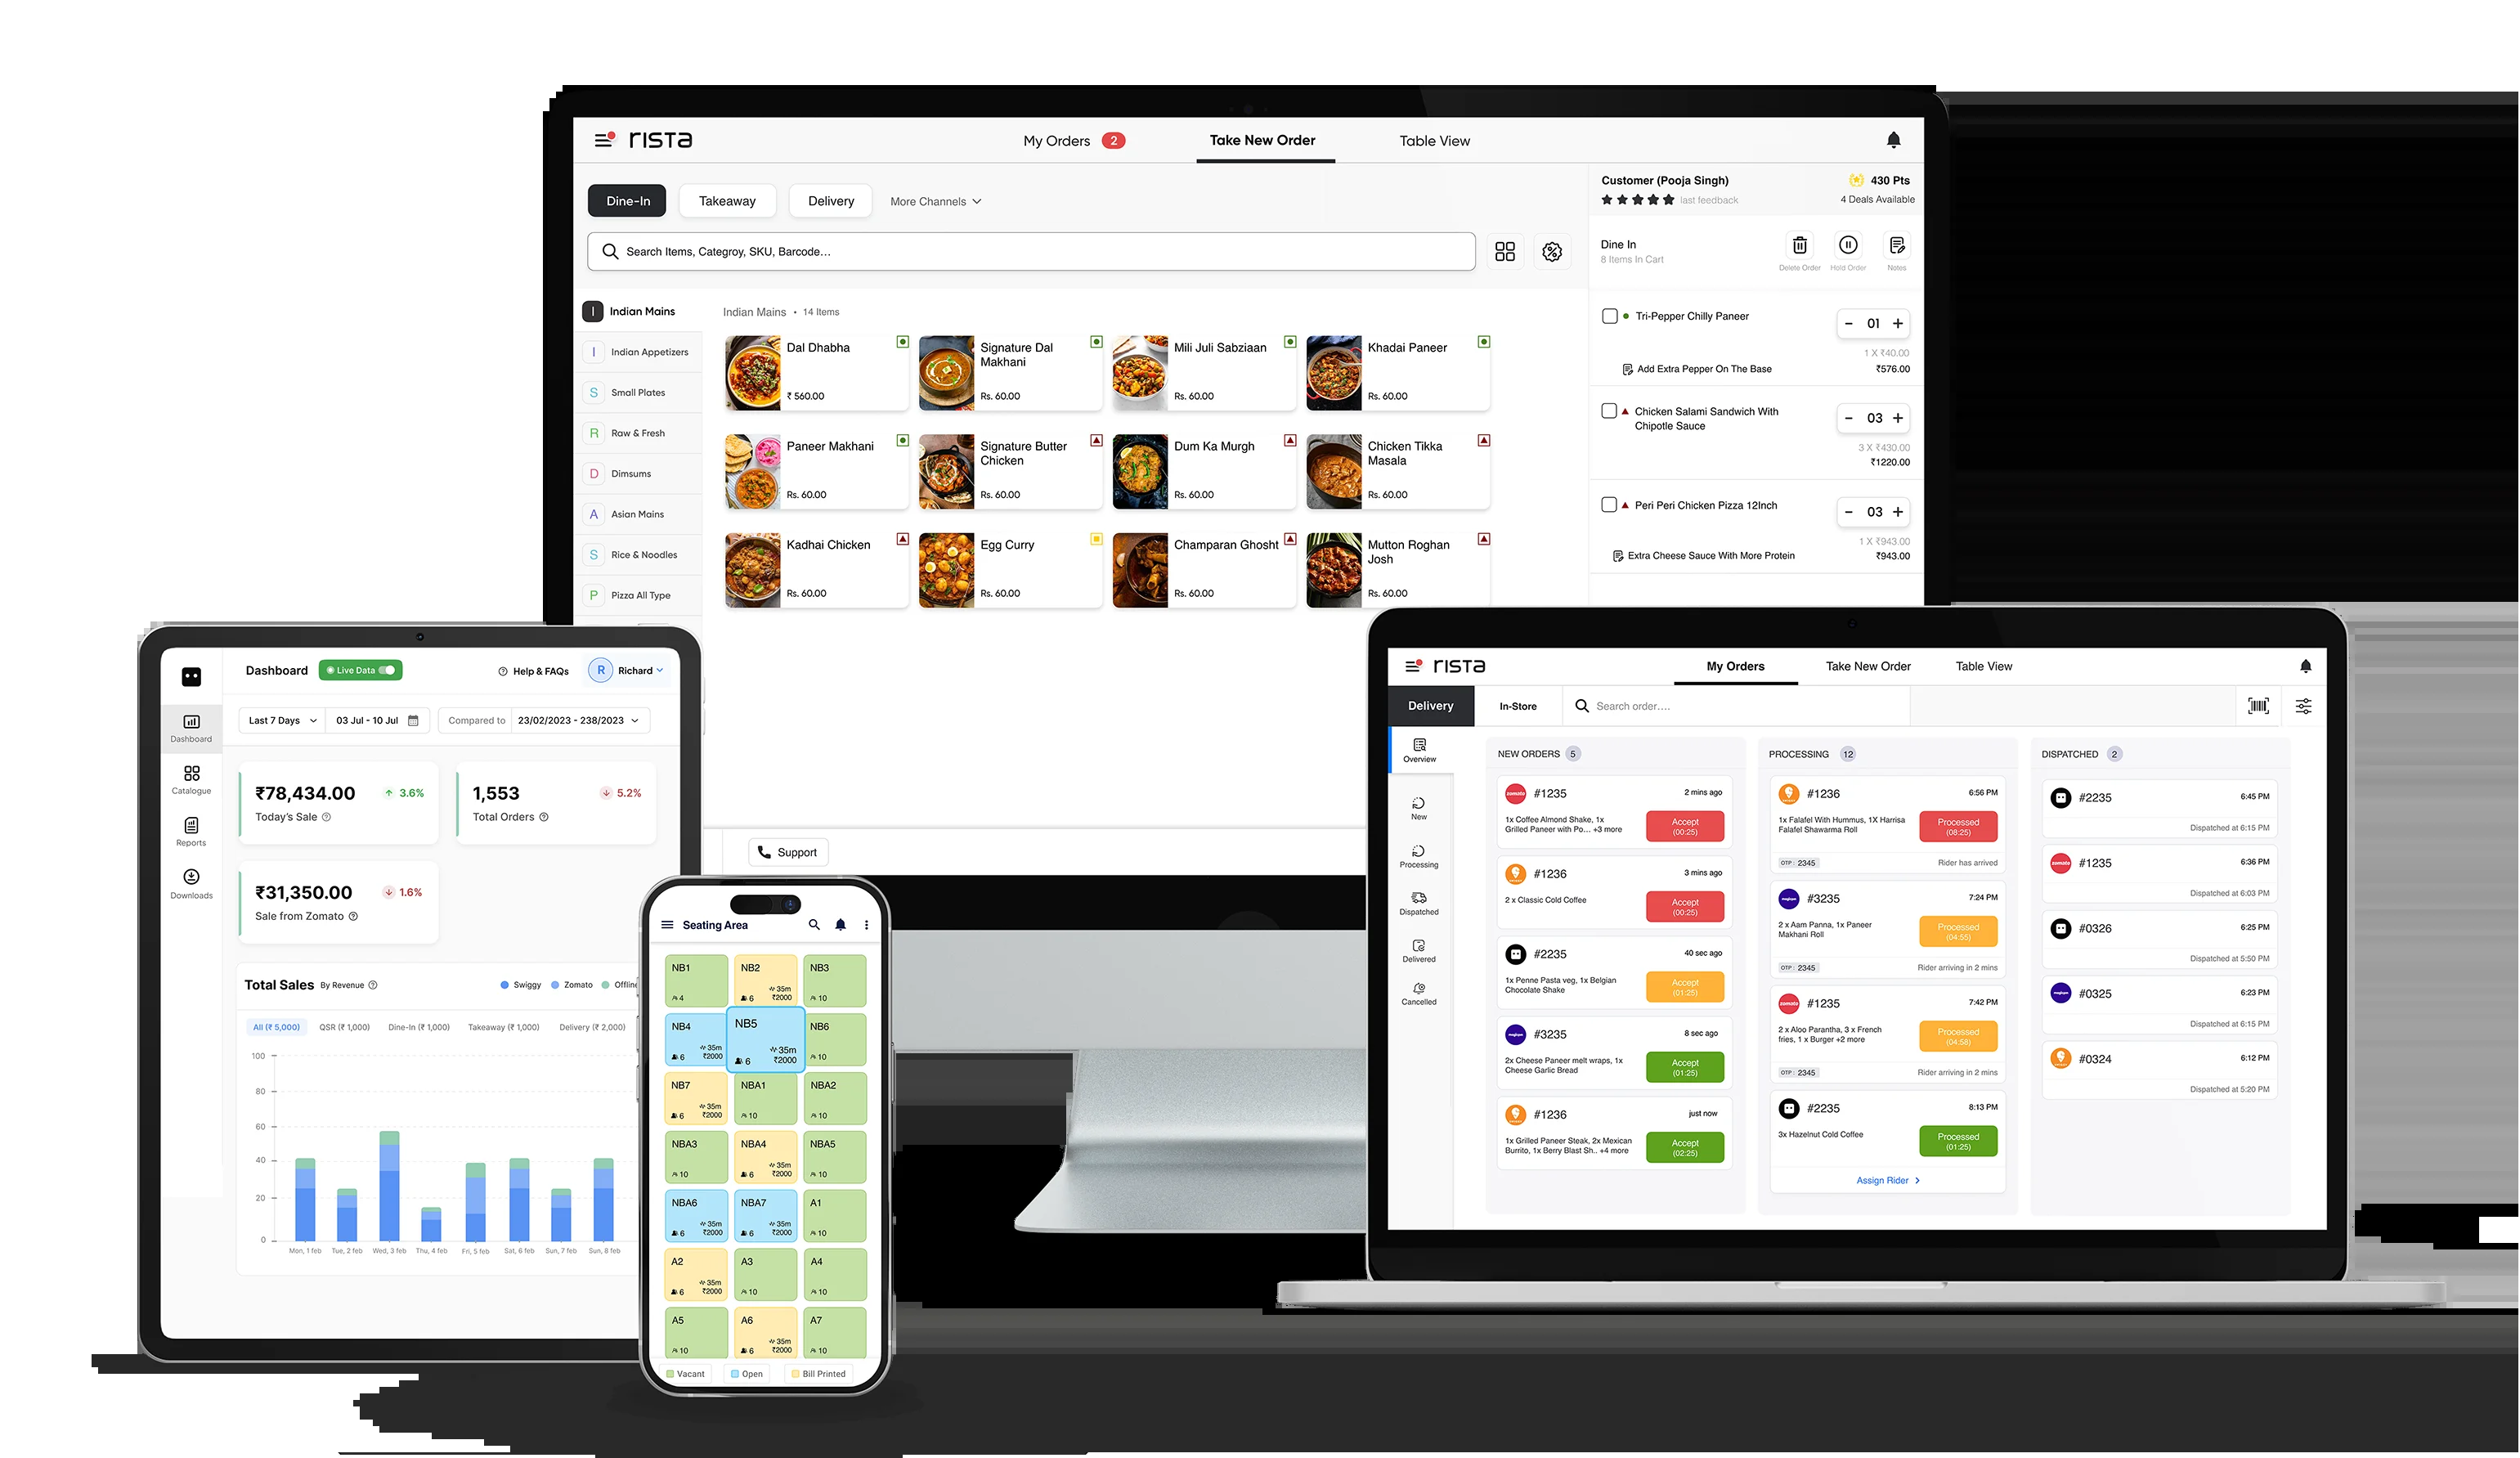 rista
My Orders 2
Take New Order
Table View
Dine-In
Takeaway
Delivery
More Channels
Search Items, Categroy, SKU, Barcode...
I Indian Mains
I Indian Appetizers
S Small Plates
R Raw & Fresh
D Dimsums
A Asian Mains
S Rice & Noodles
P Pizza All Type
Indian Mains • 14 Items
Dal Dhabha
₹ 560.00
Signature Dal
Makhani
Rs. 60.00
Mili Juli Sabziaan
Rs. 60.00
Khadai Paneer
Rs. 60.00
Paneer Makhani
Rs. 60.00
Signature Butter
Chicken
Rs. 60.00
Dum Ka Murgh
Rs. 60.00
Chicken Tikka
Masala
Rs. 60.00
Kadhai Chicken
Rs. 60.00
Egg Curry
Rs. 60.00
Champaran Ghosht
Rs. 60.00
Mutton Roghan
Josh
Rs. 60.00
Customer (Pooja Singh)
430 Pts
last feedback
4 Deals Available
Dine In
8 Items In Cart
Delete Order
Hold Order
Notes
Tri-Pepper Chilly Paneer
- 01 +
1 X ₹40.00
Add Extra Pepper On The Base
₹576.00
Chicken Salami Sandwich With
Chipotle Sauce
- 03 +
3 X ₹430.00
₹1220.00
Peri Peri Chicken Pizza 12Inch
- 03 +
1 X ₹943.00
Extra Cheese Sauce With More Protein
₹943.00
Support
Dashboard
Live Data
Help & FAQs
R Richard
Dashboard
Catalogue
Reports
Downloads
Last 7 Days
03 Jul - 10 Jul
Compared to
23/02/2023 - 238/2023
₹78,434.00
3.6%
Today's Sale
1,553
5.2%
Total Orders
₹31,350.00
1.6%
Sale from Zomato
Total Sales By Revenue
Swiggy
Zomato
Offline
All (₹ 5,000)
QSR (₹ 1,000)
Dine-In (₹ 1,000)
Takeaway (₹ 1,000)
Delivery (₹ 2,000)
100
80
60
40
20
0
Mon, 1 feb
Tue, 2 feb
Wed, 3 feb
Thu, 4 feb
Fri, 5 feb
Sat, 6 feb
Sun, 7 feb
Sun, 8 feb
Seating Area
NB1
4
NB2
35m
6 ₹2000
NB3
10
NB4
35m
6 ₹2000
NB5
35m
6 ₹2000
NB6
10
NB7
35m
6 ₹2000
NBA1
10
NBA2
10
NBA3
10
NBA4
35m
6 ₹2000
NBA5
10
NBA6
35m
6 ₹2000
NBA7
35m
6 ₹2000
A1
10
A2
35m
6 ₹2000
A3
10
A4
10
A5
10
A6
35m
6 ₹2000
A7
10
Vacant
Open
Bill Printed
rista
My Orders
Take New Order
Table View
Delivery
In-Store
Search order....
Overview
New
Processing
Dispatched
Delivered
Cancelled
NEW ORDERS 5
zomato #1235
2 mins ago
1x Coffee Almond Shake, 1x
Grilled Paneer with Po... +3 more
Accept
(00:25)
#1236
3 mins ago
2 x Classic Cold Coffee
Accept
(00:25)
#2235
40 sec ago
1x Penne Pasta veg, 1x Belgian
Chocolate Shake
Accept
(01:25)
#3235
8 sec ago
2x Cheese Paneer melt wraps, 1x
Cheese Garlic Bread
Accept
(01:25)
#1236
just now
1x Grilled Paneer Steak, 2x Mexican
Burrito, 1x Berry Blast Sh.. +4 more
Accept
(02:25)
PROCESSING 12
#1236
6:56 PM
1x Falafel With Hummus, 1X Harrisa
Falafel Shawarma Roll
Processed
(08:25)
OTP: 2345
Rider has arrived
#3235
7:24 PM
2 x Aam Panna, 1x Paneer
Makhani Roll
Processed
(04:55)
OTP: 2345
Rider arriving in 2 mins
zomato #1235
7:42 PM
2 x Aloo Parantha, 3 x French
fries, 1 x Burger +2 more
Processed
(04:58)
OTP: 2345
Rider arriving in 2 mins
#2235
8:13 PM
3x Hazelnut Cold Coffee
Processed
(01:25)
Assign Rider
DISPATCHED 2
#2235
6:45 PM
Dispatched at 6:15 PM
zomato #1235
6:36 PM
Dispatched at 6:03 PM
#0326
6:25 PM
Dispatched at 5:50 PM
#0325
6:23 PM
Dispatched at 6:15 PM
#0324
6:12 PM
Dispatched at 5:20 PM